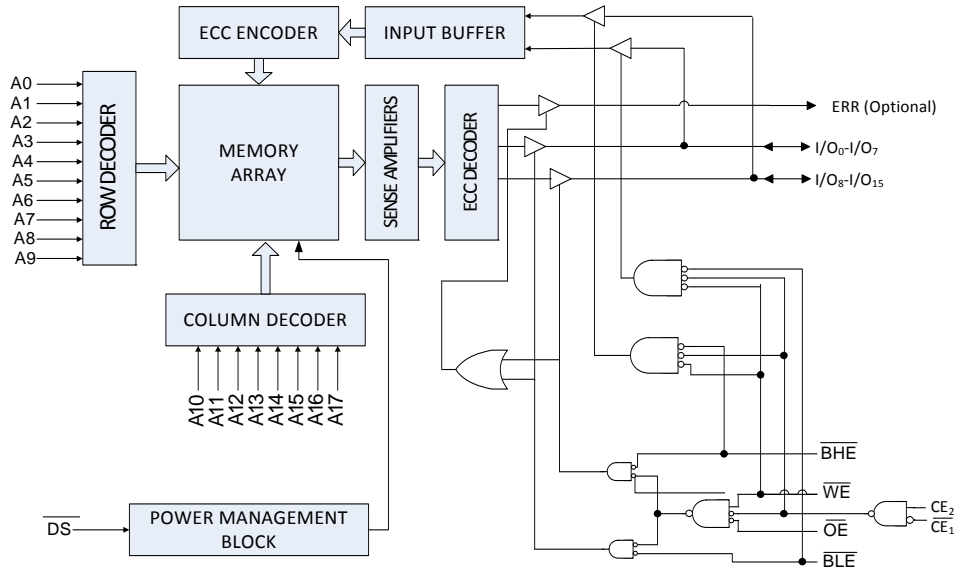 ECC ENCODER
INPUT BUFFER
A0
A1
A2
A3
A4
A5
A6
A7
A8
A9
ROW DECODER
MEMORY
ARRAY
SENSE AMPLIFIERS
ECC DECODER
ERR (Optional)
I/O0-I/O7
I/O8-I/O15
COLUMN DECODER
A10
A11
A12
A13
A14
A15
A16
A17
DS
POWER MANAGEMENT
BLOCK
BHE
WE
OE
BLE
CE2
CE1